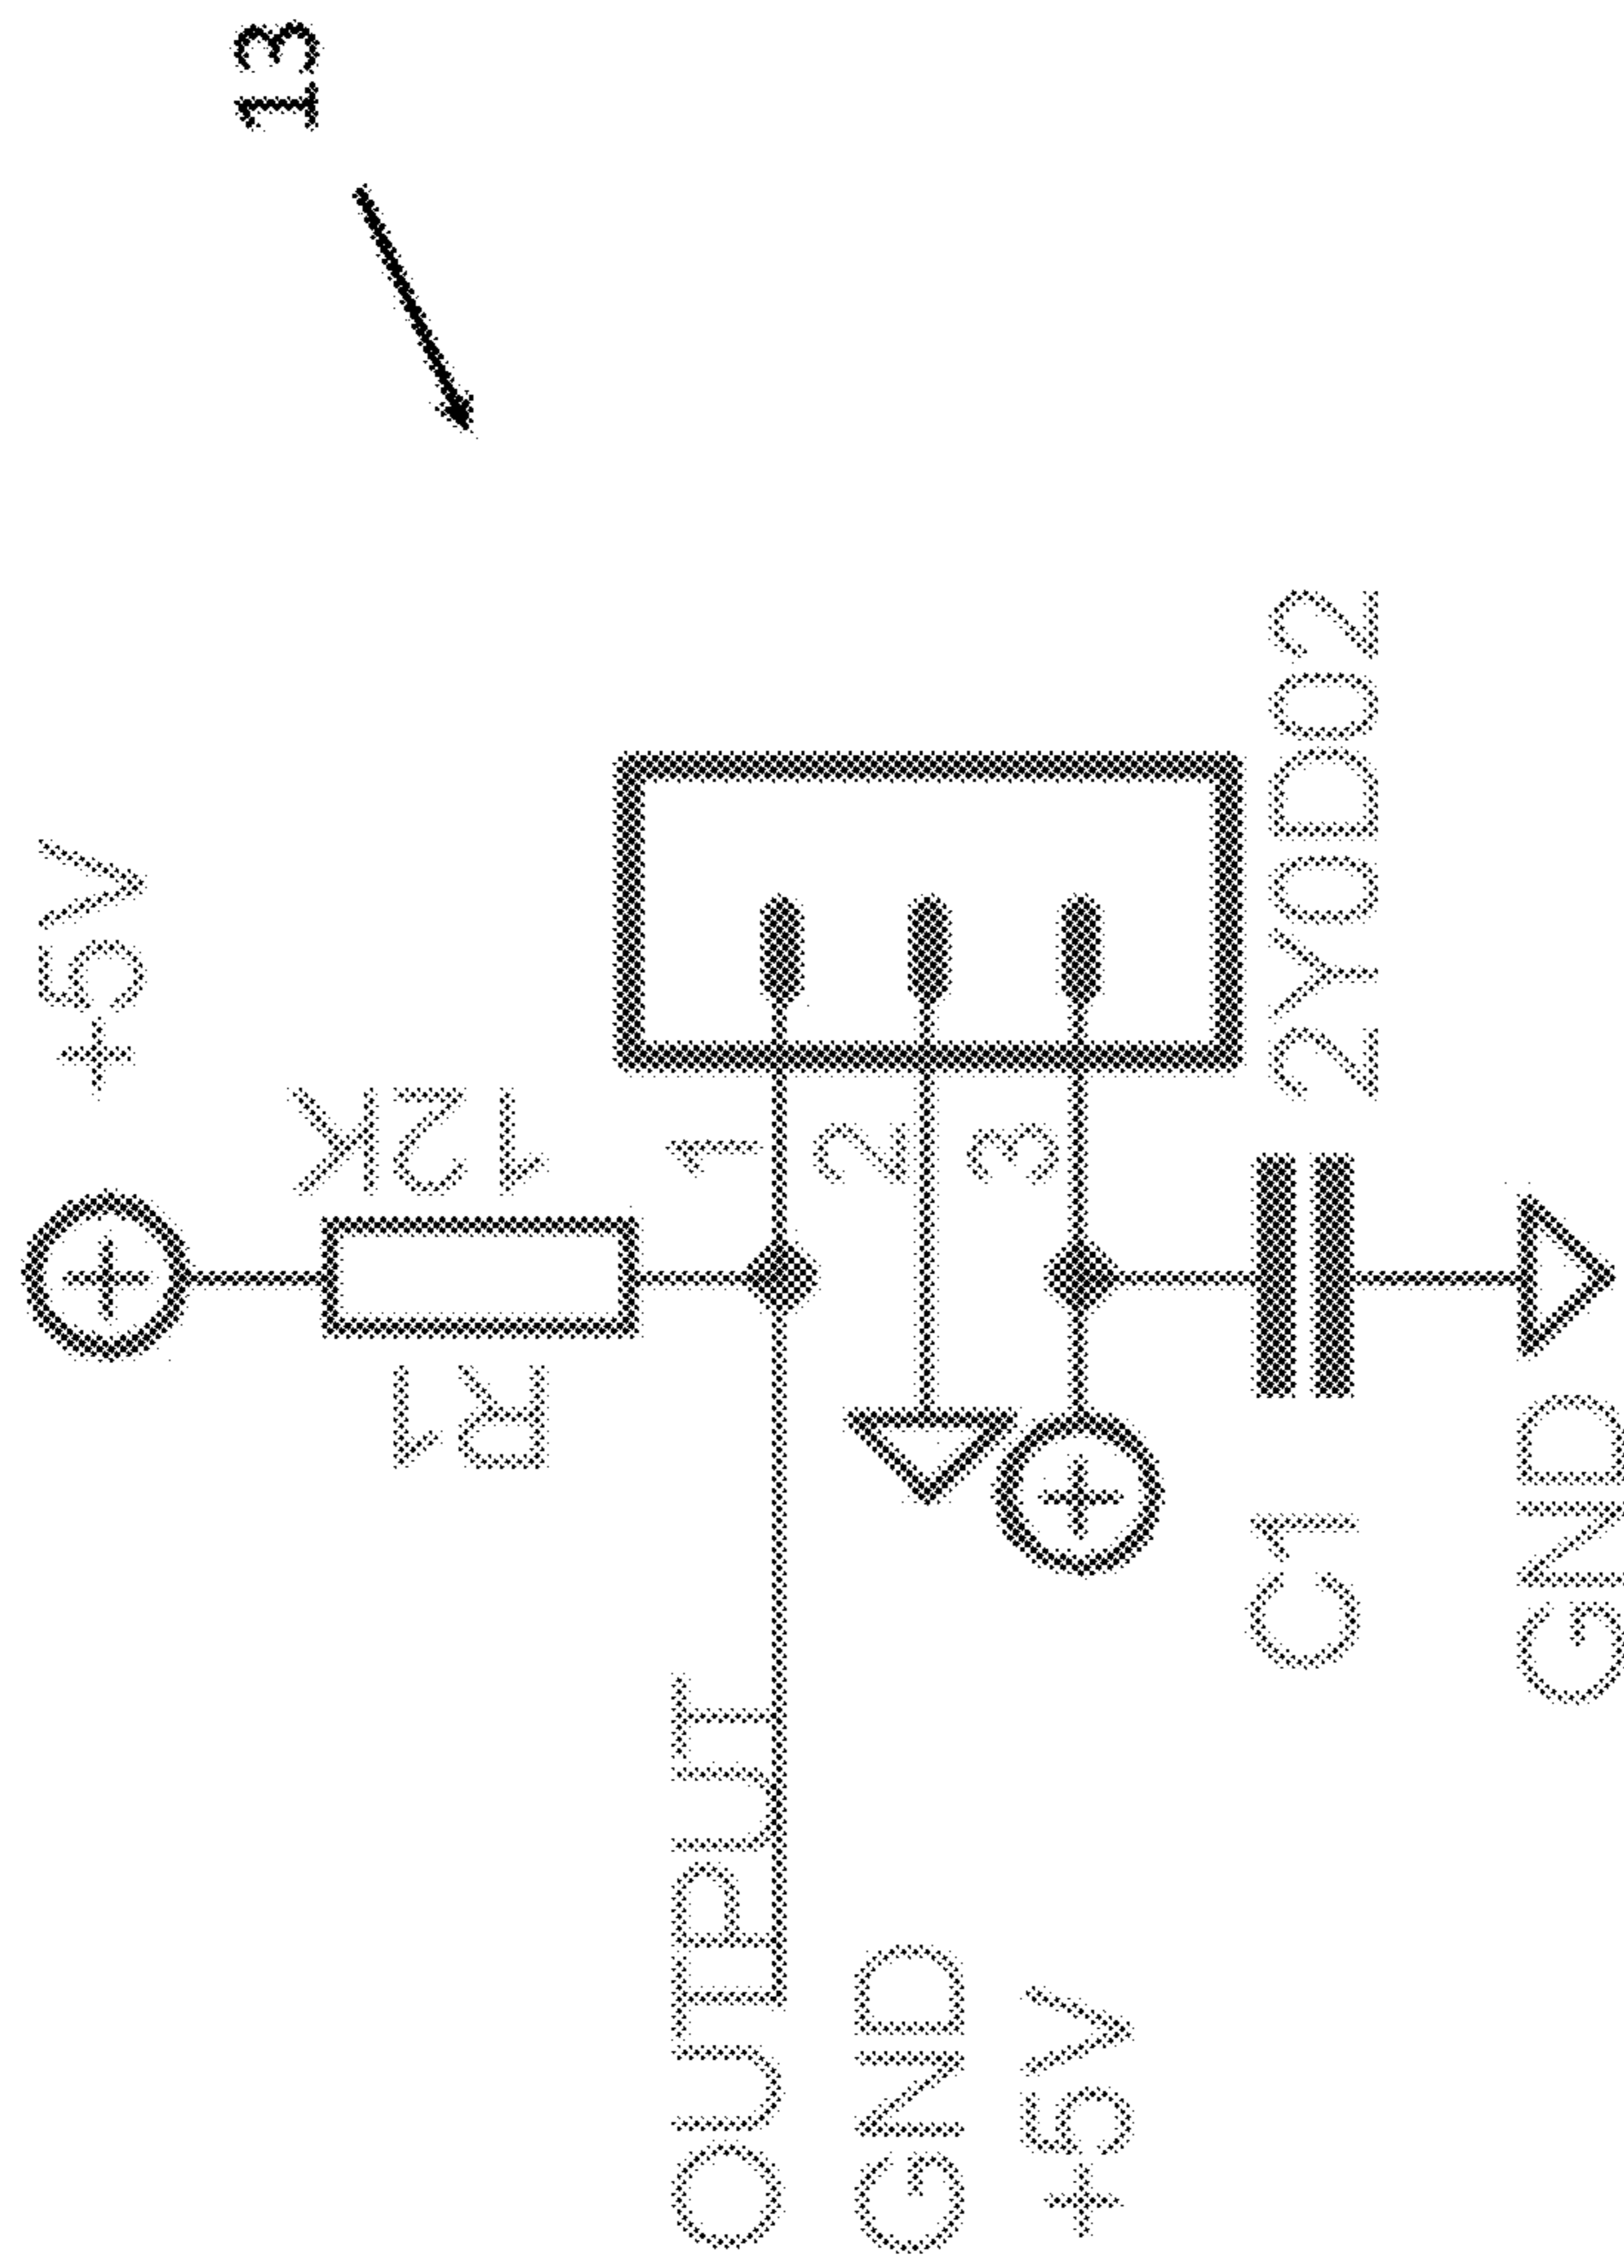 13
+5V
12K
R1
1
2
3
OUTPUT
GND
+5V
2Y0D02
C1
GND